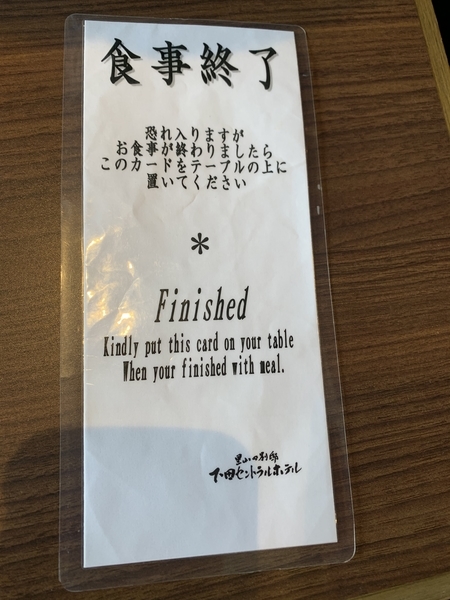 食事終了
恐れ入りますが
お食事が終わりましたら
このカードをテーブルの上に
置いてください
*
Finished
Kindly put this card on your table
When your finished with meal.
里山の別邸
下田セントラルホテル